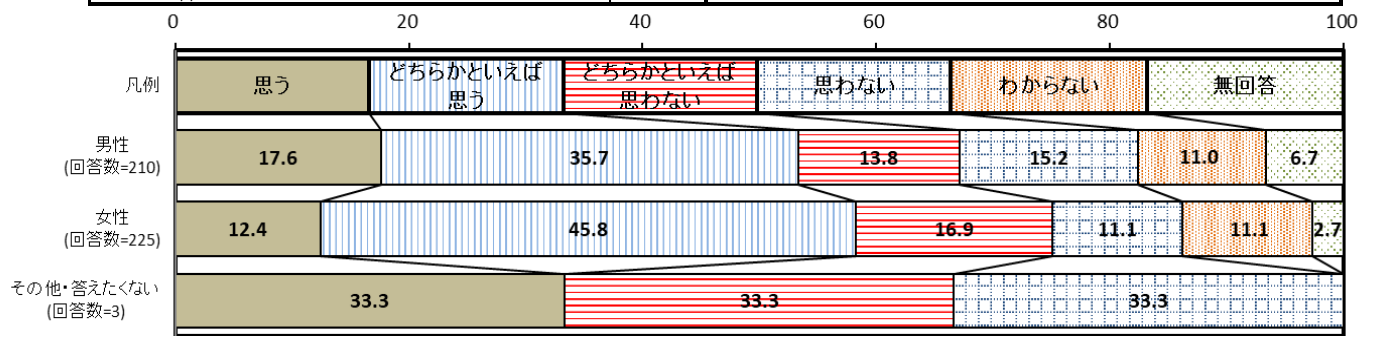 0 20 40 60 80 100
凡例 思う どちらかといえば思う どちらかといえば思わない 思わない わからない 無回答
男性
(回答数=210)
17.6 35.7 13.8 15.2 11.0 6.7
女性
(回答数=225)
12.4 45.8 16.9 11.1 11.1 2.7
その他・答えたくない
(回答数=3)
33.3 33.3 33.3